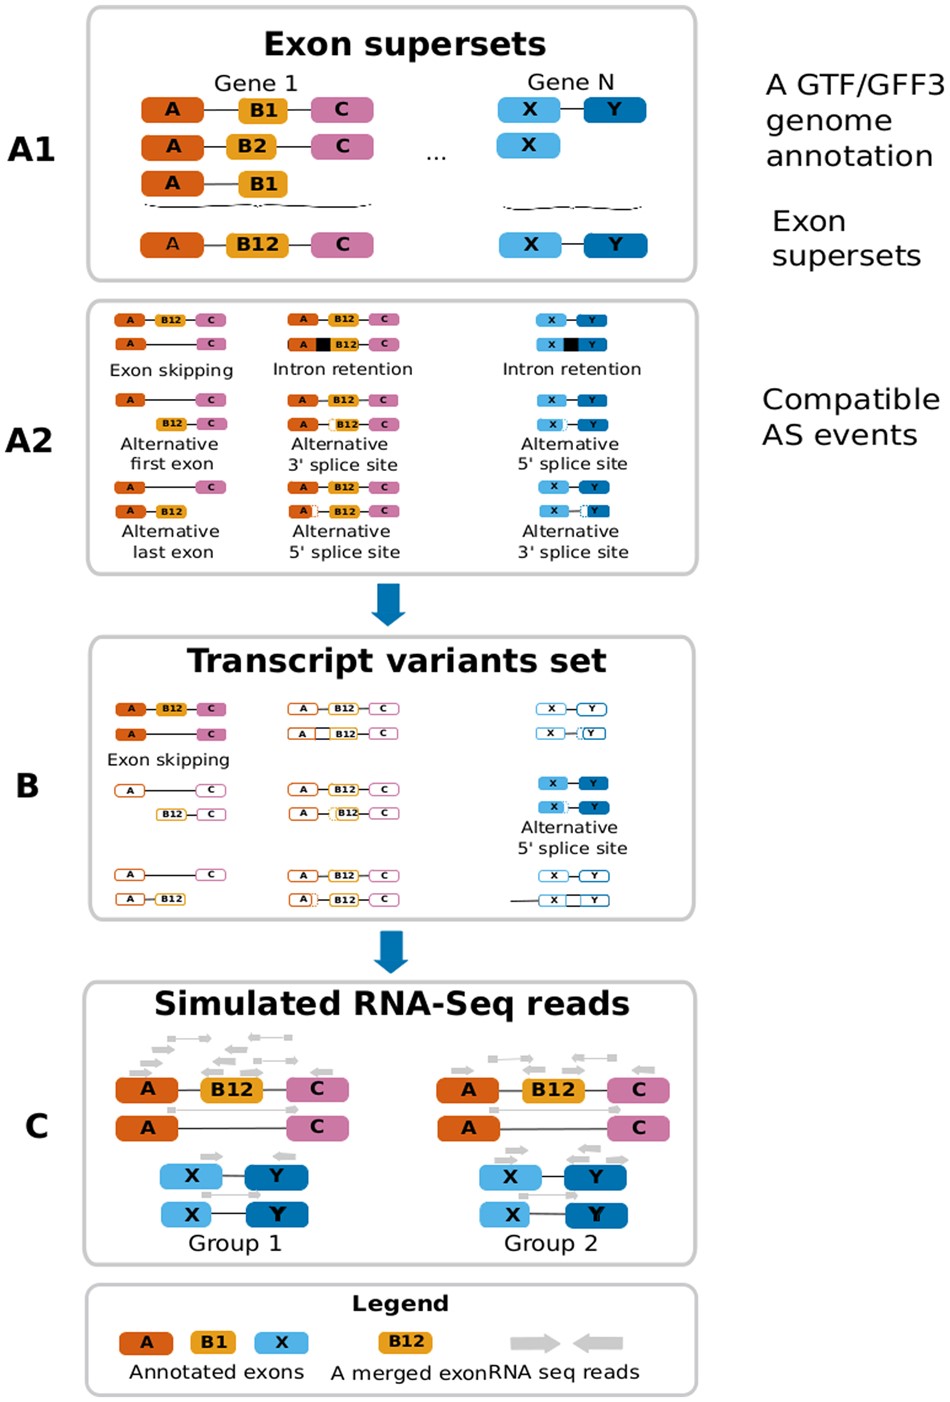 Exon supersets
Gene 1
Gene N
A B1 C
X Y
A B2 C
X
A B1
...
A B12 C
X Y
A1
A GTF/GFF3
genome
annotation
Exon
supersets
A B12 C
A B12 C
X Y
A C
A B12 C
X Y
Exon skipping
Intron retention
Intron retention
A C
A B12 C
X Y
B12 C
A B12 C
X Y
Alternative
first exon
Alternative
3' splice site
Alternative
5' splice site
A C
A B12 C
X Y
A B12
A B12 C
X Y
Alternative
last exon
Alternative
5' splice site
Alternative
3' splice site
A2
Compatible
AS events
Transcript variants set
A B12 C
A B12 C
X Y
A C
A B12 C
X Y
Exon skipping
A C
A B12 C
X Y
B12 C
A B12 C
X Y
Alternative
5' splice site
A C
A B12 C
X Y
A B12
A B12 C
X Y
B
Simulated RNA-Seq reads
A B12 C
A B12 C
A C
A C
X Y
X Y
X Y
X Y
Group 1
Group 2
C
Legend
A B1 X
B12
Annotated exons
A merged exon
RNA seq reads